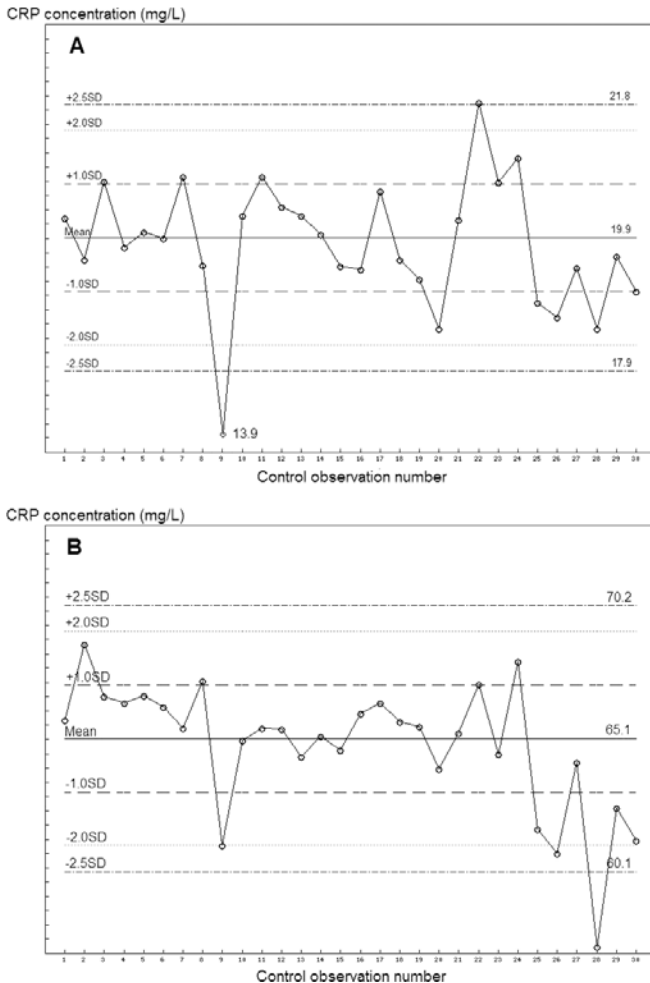 CRP concentration (mg/L)
A
+2.5SD 21.8
+2.0SD
+1.0SD
Mean 19.9
-1.0SD
-2.0SD
-2.5SD 17.9
13.9
1 2 3 4 5 6 7 8 9 10 11 12 13 14 15 16 17 18 19 20 21 22 23 24 25 26 27 28 29 30
Control observation number
CRP concentration (mg/L)
B
+2.5SD 70.2
+2.0SD
+1.0SD
Mean 65.1
-1.0SD
-2.0SD
-2.5SD 60.1
1 2 3 4 5 6 7 8 9 10 11 12 13 14 15 16 17 18 19 20 21 22 23 24 25 26 27 28 29 30
Control observation number